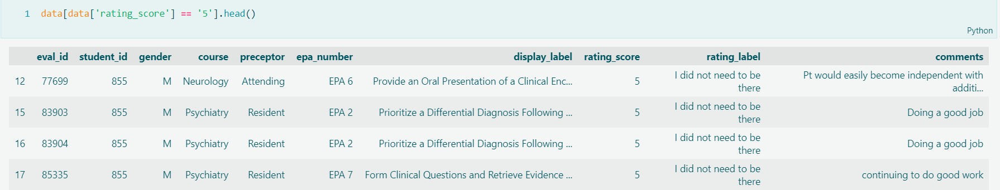 1 data[data['rating_score'] == '5'].head()
Python
eval_id student_id gender course preceptor epa_number display_label rating_score rating_label comments
12 77699 855 M Neurology Attending EPA 6 Provide an Oral Presentation of a Clinical Enc... 5 I did not need to be there Pt would easily become independent with additi...
15 83903 855 M Psychiatry Resident EPA 2 Prioritize a Differential Diagnosis Following ... 5 I did not need to be there Doing a good job
16 83904 855 M Psychiatry Resident EPA 2 Prioritize a Differential Diagnosis Following ... 5 I did not need to be there Doing a good job
17 85335 855 M Psychiatry Resident EPA 7 Form Clinical Questions and Retrieve Evidence ... 5 I did not need to be there continuing to do good work